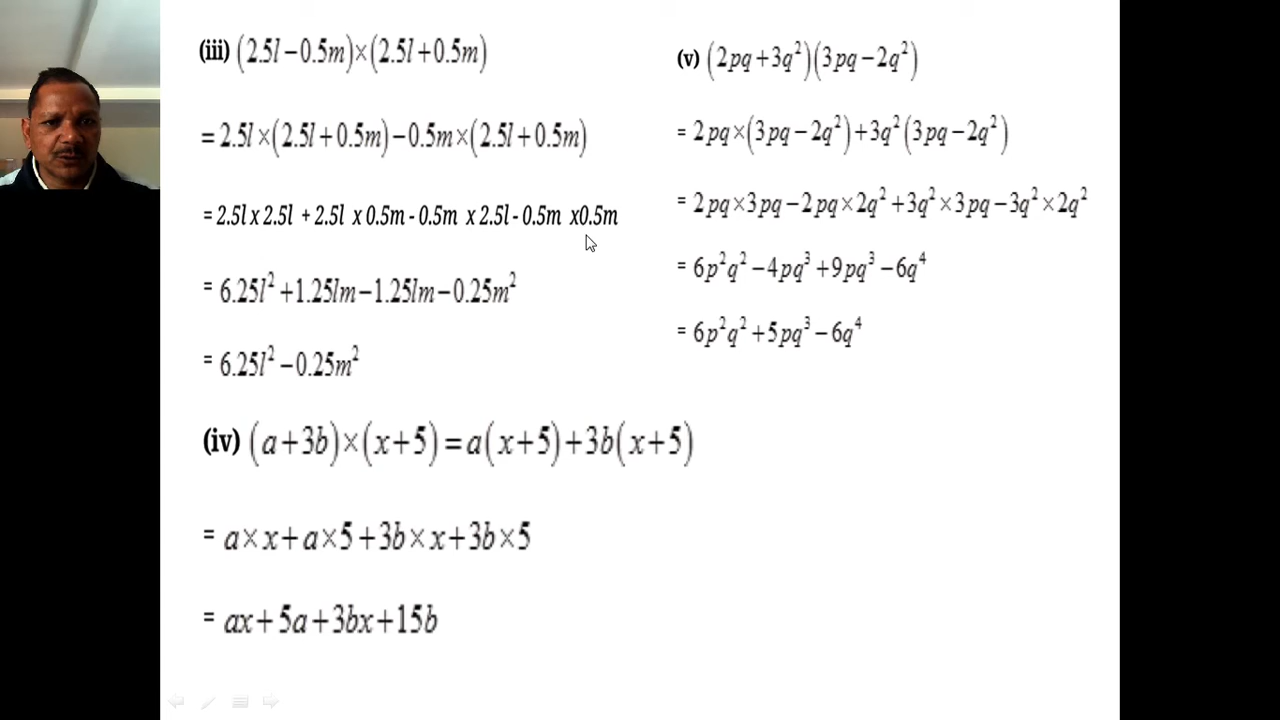 (iii) (2.5l−0.5m)×(2.5l+0.5m)
= 2.5l×(2.5l+0.5m)−0.5m×(2.5l+0.5m)
= 2.5l x 2.5l + 2.5l x 0.5m - 0.5m x 2.5l - 0.5m x0.5m
= 6.25l²+1.25lm−1.25lm−0.25m²
= 6.25l²−0.25m²
(iv) (a+3b)×(x+5)=a(x+5)+3b(x+5)
= a×x+a×5+3b×x+3b×5
= ax+5a+3bx+15b
(v) (2pq+3q²)(3pq−2q²)
= 2pq×(3pq−2q²)+3q²(3pq−2q²)
= 2pq×3pq−2pq×2q²+3q²×3pq−3q²×2q²
= 6p²q²−4pq³+9pq³−6q⁴
= 6p²q²+5pq³−6q⁴